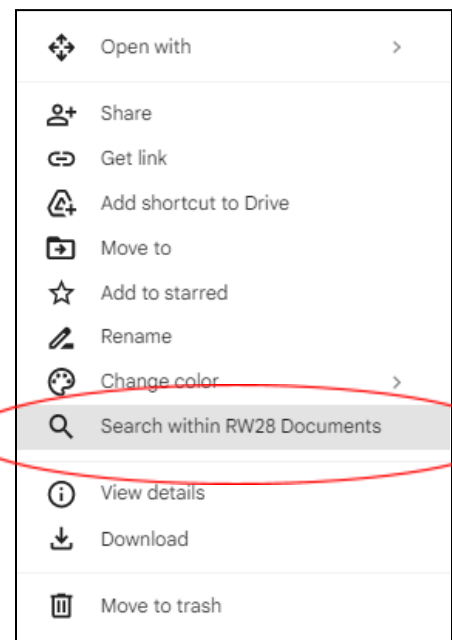 Open with
Share
Get link
Add shortcut to Drive
Move to
Add to starred
Rename
Change color
Search within RW28 Documents
View details
Download
Move to trash